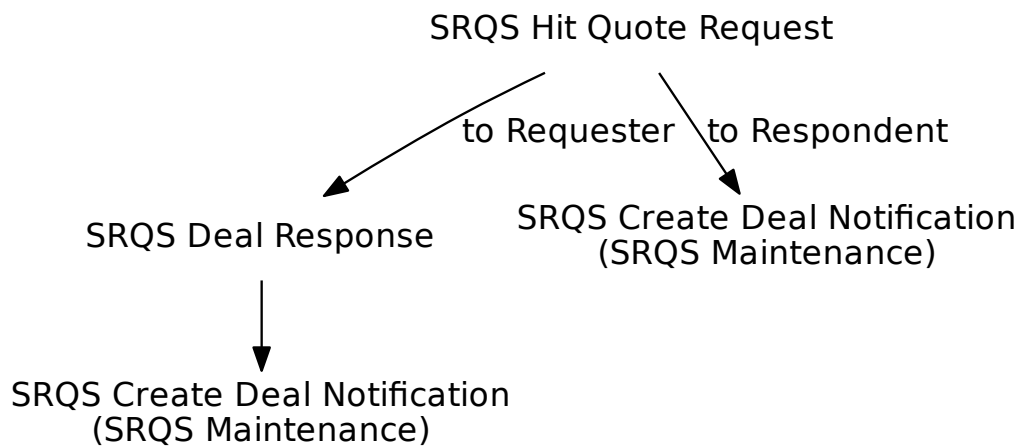 SRQS Hit Quote Request
to Requester
to Respondent
SRQS Deal Response
SRQS Create Deal Notification
(SRQS Maintenance)
SRQS Create Deal Notification
(SRQS Maintenance)